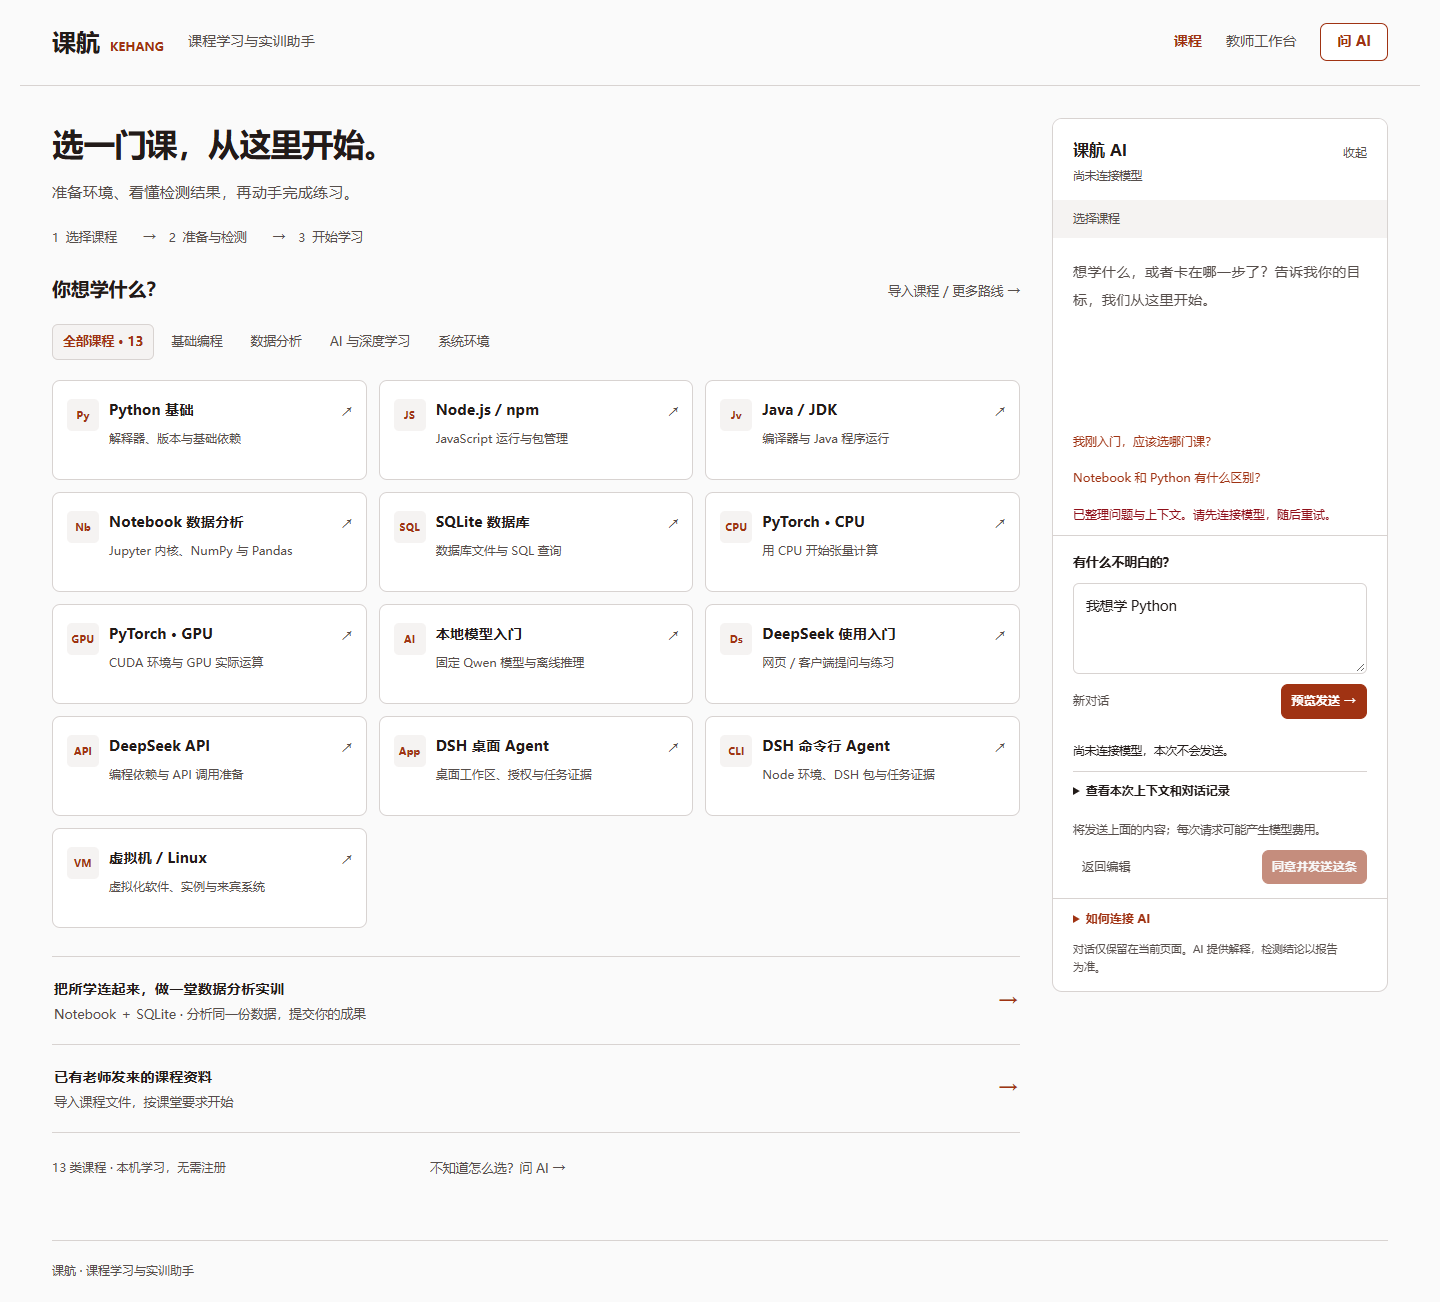 课航 KEHANG 课程学习与实训助手
课程 教师工作台 问 AI
选一门课，从这里开始。
准备环境、看懂检测结果，再动手完成练习。
1 选择课程 → 2 准备与检测 → 3 开始学习
你想学什么？
导入课程 / 更多路线 →
全部课程 • 13 基础编程 数据分析 AI 与深度学习 系统环境
Py Python 基础 ↗
解释器、版本与基础依赖
JS Node.js / npm ↗
JavaScript 运行与包管理
Jv Java / JDK ↗
编译器与 Java 程序运行
Nb Notebook 数据分析 ↗
Jupyter 内核、NumPy 与 Pandas
SQL SQLite 数据库 ↗
数据库文件与 SQL 查询
CPU PyTorch • CPU ↗
用 CPU 开始张量计算
GPU PyTorch • GPU ↗
CUDA 环境与 GPU 实际运算
AI 本地模型入门 ↗
固定 Qwen 模型与离线推理
Ds DeepSeek 使用入门 ↗
网页 / 客户端提问与练习
API DeepSeek API ↗
编程依赖与 API 调用准备
App DSH 桌面 Agent ↗
桌面工作区、授权与任务证据
CLI DSH 命令行 Agent ↗
Node 环境、DSH 包与任务证据
VM 虚拟机 / Linux ↗
虚拟化软件、实例与来宾系统
把所学连起来，做一堂数据分析实训 →
Notebook + SQLite · 分析同一份数据，提交你的成果
已有老师发来的课程资料 →
导入课程文件，按课堂要求开始
13 类课程 · 本机学习，无需注册
不知道怎么选？问 AI →
课航 AI 收起
尚未连接模型
选择课程
想学什么，或者卡在哪一步了？告诉我你的目
标，我们从这里开始。
我刚入门，应该选哪门课？
Notebook 和 Python 有什么区别？
已整理问题与上下文。请先连接模型，随后重试。
有什么不明白的？
我想学 Python
新对话 预览发送 →
尚未连接模型，本次不会发送。
▶ 查看本次上下文和对话记录
将发送上面的内容；每次请求可能产生模型费用。
返回编辑 同意并发送这条
▶ 如何连接 AI
对话仅保留在当前页面。AI 提供解释，检测结论以报告
为准。
课航 · 课程学习与实训助手